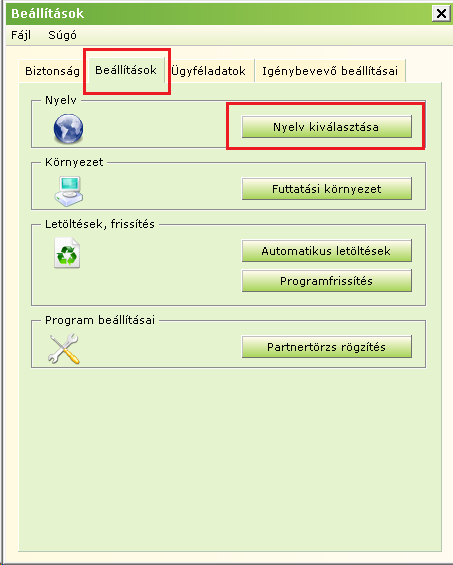 Beállítások
Fájl Súgó
Biztonság Beállítások Ügyféladatok Igénybevevő beállításai
Nyelv
Nyelv kiválasztása
Környezet
Futtatási környezet
Letöltések, frissítés
Automatikus letöltések
Programfrissítés
Program beállításai
Partnertörzs rögzítés